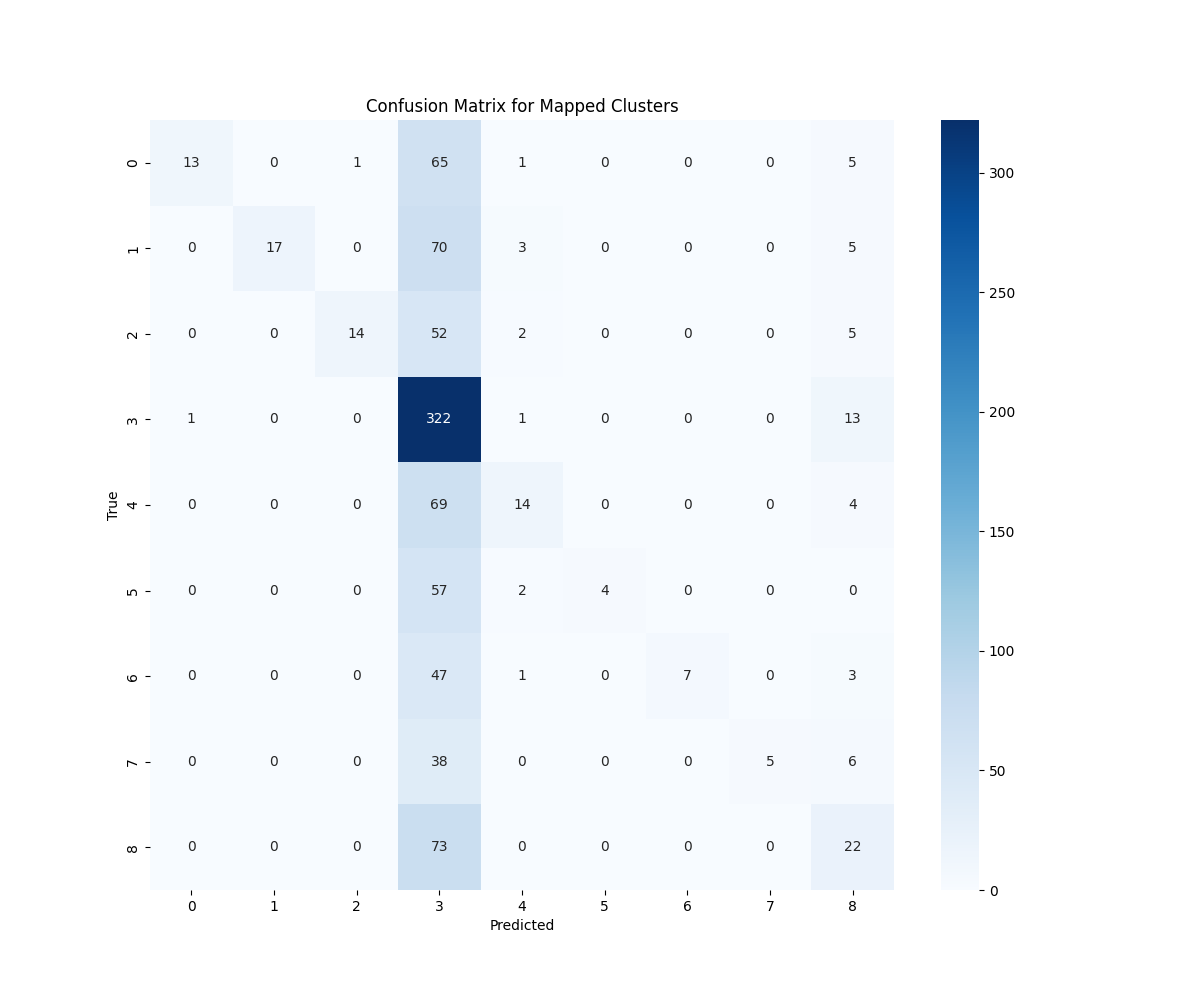 Confusion Matrix for Mapped Clusters
0 13 0 1 65 1 0 0 0 5
1 0 17 0 70 3 0 0 0 5
2 0 0 14 52 2 0 0 0 5
3 1 0 0 322 1 0 0 0 13
4 0 0 0 69 14 0 0 0 4
5 0 0 0 57 2 4 0 0 0
6 0 0 0 47 1 0 7 0 3
7 0 0 0 38 0 0 0 5 6
8 0 0 0 73 0 0 0 0 22
0 1 2 3 4 5 6 7 8
Predicted
True
300
250
200
150
100
50
0